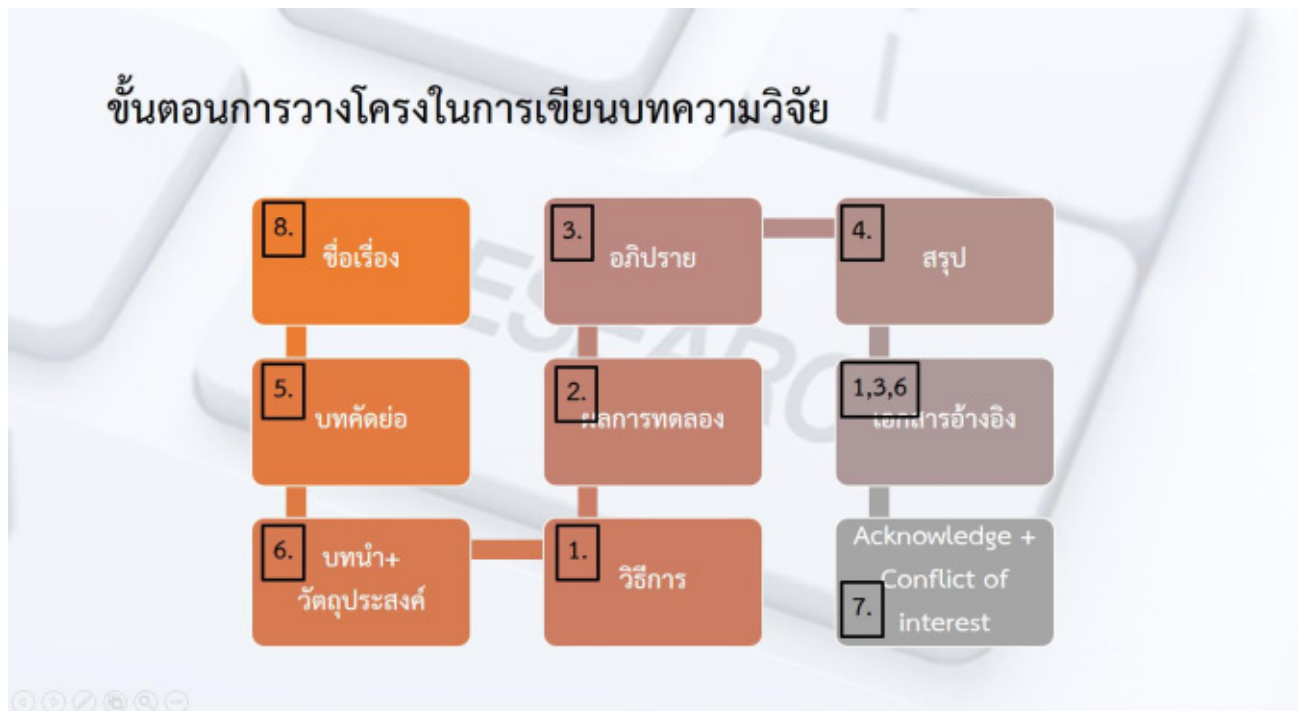 ขั้นตอนการวางโครงในการเขียนบทความวิจัย
8.
ชื่อเรื่อง
5.
บทคัดย่อ
6.
บทนำ+
วัตถุประสงค์
3.
อภิปราย
2.
ผลการทดลอง
1.
วิธีการ
4.
สรุป
1,3,6
เอกสารอ้างอิง
Acknowledge +
Conflict of
7.
interest